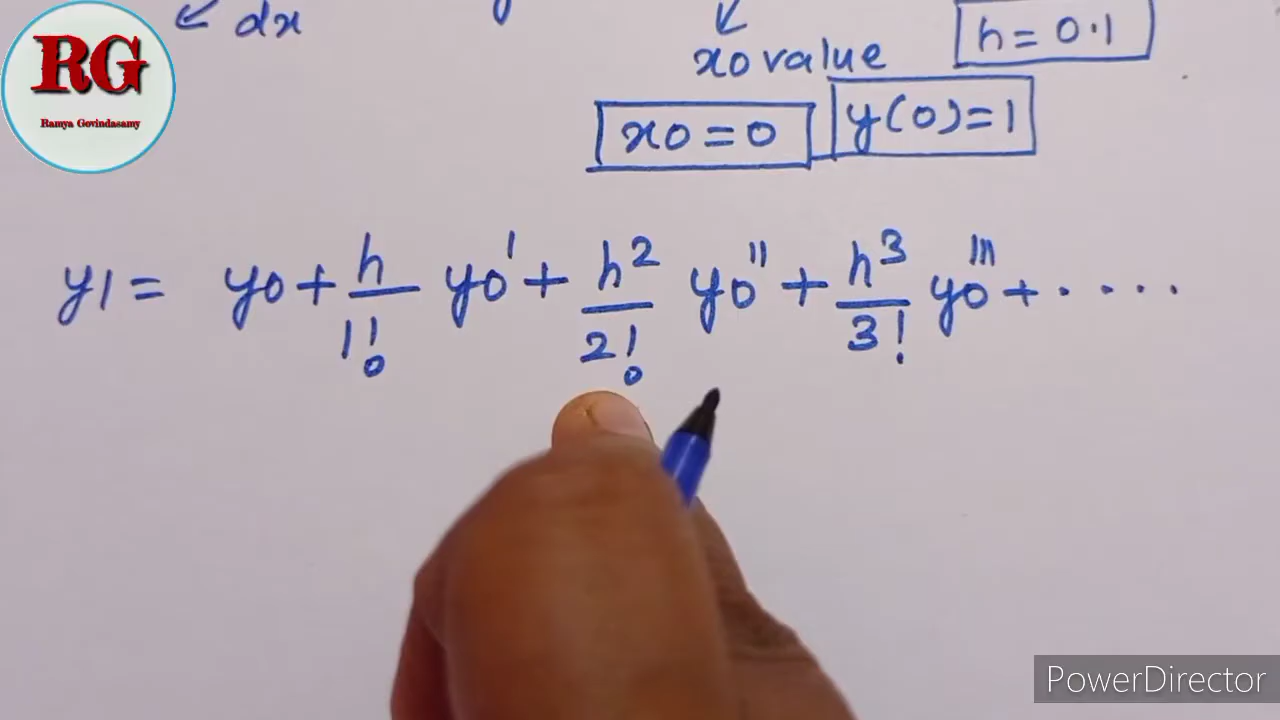 dx
x0 value
h = 0.1
x0 = 0
y(0) = 1
y1 = y0 + h/1! y0' + h²/2! y0'' + h³/3! y0''' + ....
RG
Ramya Govindasamy
PowerDirector